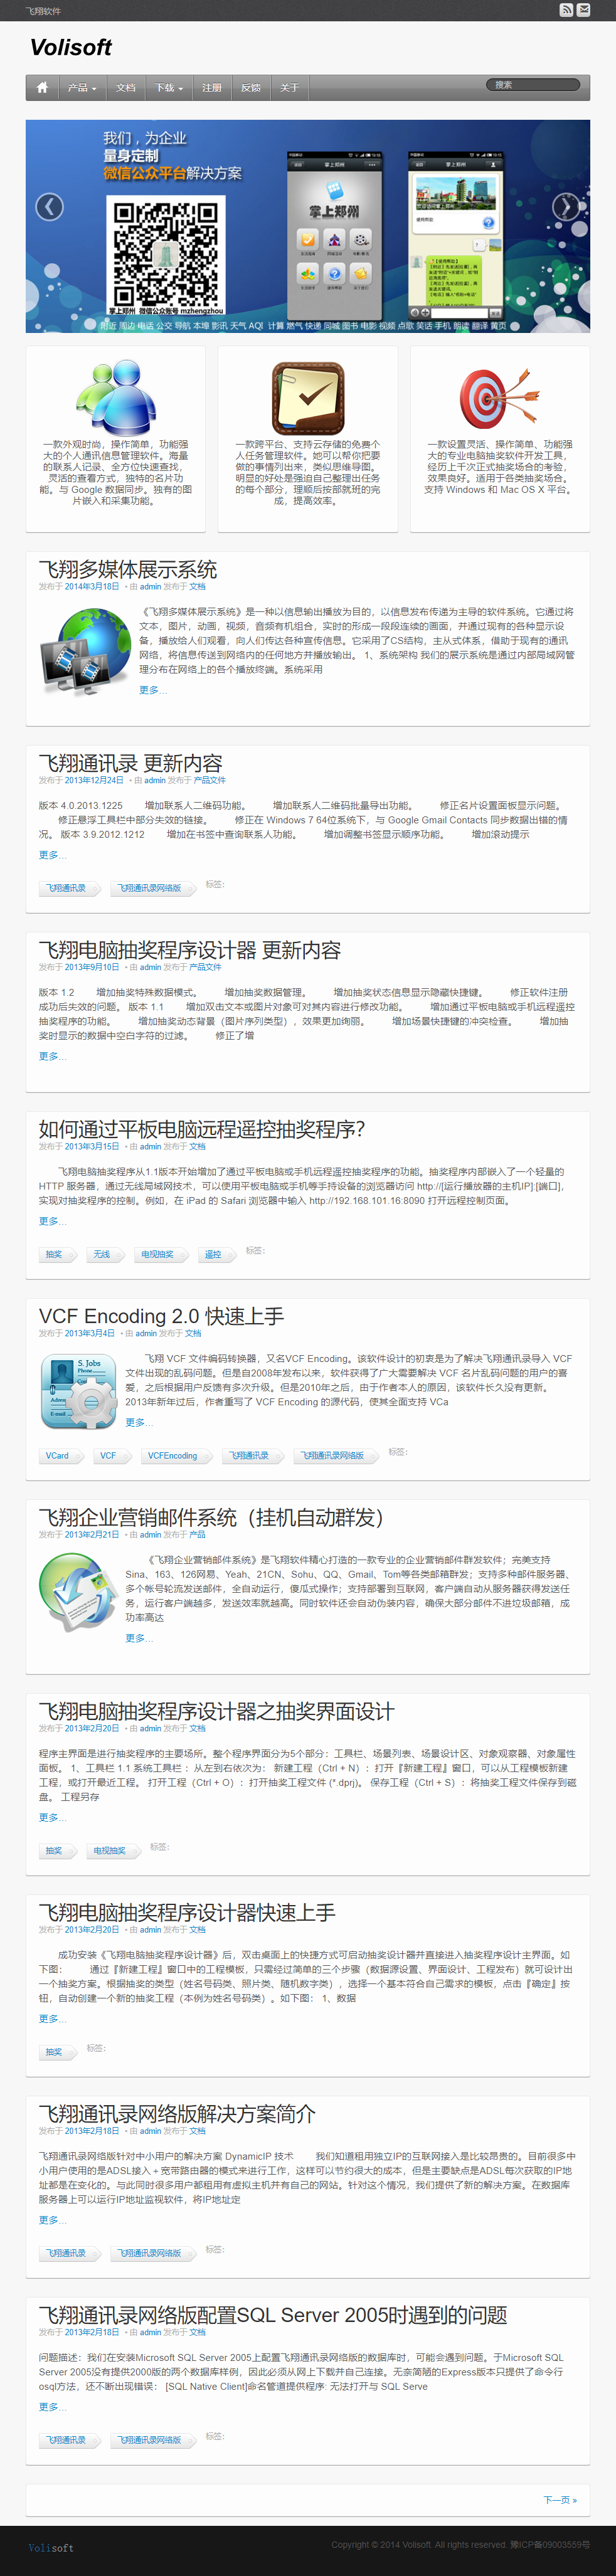 飞翔软件
Volisoft
产品
文档
下载
注册
反馈
关于
搜索
我们，为企业
量身定制
微信公众平台解决方案
掌上郑州 微信公众账号 mzhengzhou
掌上郑州
附近 周边 电话 公交 导航 本埠 影讯 天气 AQI 计算 燃气 快递 同城 图书 电影 视频 点歌 笑话 手机 朗读 翻译 黄页
一款外观时尚，操作简单，功能强
大的个人通讯信息管理软件。海量
的联系人记录、全方位快速查找，
灵活的查看方式，独特的名片功
能。与 Google 数据同步。独有的图
片嵌入和采集功能。
一款跨平台、支持云存储的免费个
人任务管理软件。她可以帮你把要
做的事情列出来，类似思维导图。
明显的好处是强迫自己整理出任务
的每个部分，理顺后按部就班的完
成，提高效率。
一款设置灵活、操作简单、功能强
大的专业电脑抽奖软件开发工具，
经历上千次正式抽奖场合的考验，
效果良好。适用于各类抽奖场合。
支持 Windows 和 Mac OS X 平台。
飞翔多媒体展示系统
发布于 2014年3月18日 • 由 admin 发布于 文档
《飞翔多媒体展示系统》是一种以信息输出播放为目的，以信息发布传递为主导的软件系统。它通过将
文本，图片，动画，视频，音频有机组合，实时的形成一段段连续的画面，并通过现有的各种显示设
备，播放给人们观看，向人们传达各种宣传信息。它采用了CS结构，主从式体系，借助于现有的通讯
网络，将信息传送到网络内的任何地方并播放输出。 1、系统架构 我们的展示系统是通过内部局域网管
理分布在网络上的各个播放终端。系统采用
更多…
飞翔通讯录 更新内容
发布于 2013年12月24日 • 由 admin 发布于 产品文件
版本 4.0.2013.1225 增加联系人二维码功能。 增加联系人二维码批量导出功能。 修正名片设置面板显示问题。
修正悬浮工具栏中部分失效的链接。 修正在 Windows 7 64位系统下，与 Google Gmail Contacts 同步数据出错的情
况。 版本 3.9.2012.1212 增加在书签中查询联系人功能。 增加调整书签显示顺序功能。 增加滚动提示
更多…
飞翔通讯录 飞翔通讯录网络版 标签:
飞翔电脑抽奖程序设计器 更新内容
发布于 2013年9月10日 • 由 admin 发布于 产品文件
版本 1.2 增加抽奖特殊数据模式。 增加抽奖数据管理。 增加抽奖状态信息显示隐藏快捷键。 修正软件注册
成功后失效的问题。 版本 1.1 增加双击文本或图片对象可对其内容进行修改功能。 增加通过平板电脑或手机远程遥控
抽奖程序的功能。 增加抽奖动态背景（图片序列类型），效果更加绚丽。 增加场景快捷键的冲突检查。 增加抽
奖时显示的数据中空白字符的过滤。 修正了增
更多…
如何通过平板电脑远程遥控抽奖程序?
发布于 2013年3月15日 • 由 admin 发布于 文档
飞翔电脑抽奖程序从1.1版本开始增加了通过平板电脑或手机远程遥控抽奖程序的功能。抽奖程序内部嵌入了一个轻量的
HTTP 服务器，通过无线局域网技术，可以使用平板电脑或手机等手持设备的浏览器访问 http://[运行播放器的主机IP]:[端口]，
实现对抽奖程序的控制。例如，在 iPad 的 Safari 浏览器中输入 http://192.168.101.16:8090 打开远程控制页面。
更多…
抽奖 无线 电视抽奖 遥控 标签:
VCF Encoding 2.0 快速上手
发布于 2013年3月4日 • 由 admin 发布于 文档
S. Jobs
飞翔 VCF 文件编码转换器，又名VCF Encoding。该软件设计的初衷是为了解决飞翔通讯录导入 VCF
文件出现的乱码问题。但是自2008年发布以来，软件获得了广大需要解决 VCF 名片乱码问题的用户的喜
爱，之后根据用户反馈有多次升级。但是2010年之后，由于作者本人的原因，该软件长久没有更新。
2013年新年过后，作者重写了 VCF Encoding 的源代码，使其全面支持 VCa
更多…
VCard VCF VCFEncoding 飞翔通讯录 飞翔通讯录网络版 标签:
飞翔企业营销邮件系统（挂机自动群发）
发布于 2013年2月21日 • 由 admin 发布于 产品
《飞翔企业营销邮件系统》是飞翔软件精心打造的一款专业的企业营销邮件群发软件；完美支持
Sina、163、126网易、Yeah、21CN、Sohu、QQ、Gmail、Tom等各类邮箱群发；支持多种邮件服务器、
多个帐号轮流发送邮件，全自动运行，傻瓜式操作；支持部署到互联网，客户端自动从服务器获得发送任
务，运行客户端越多，发送效率就越高。同时软件还会自动伪装内容，确保大部分邮件不进垃圾邮箱，成
功率高达
更多…
飞翔电脑抽奖程序设计器之抽奖界面设计
发布于 2013年2月20日 • 由 admin 发布于 文档
程序主界面是进行抽奖程序的主要场所。整个程序界面分为5个部分：工具栏、场景列表、场景设计区、对象观察器、对象属性
面板。 1、工具栏 1.1 系统工具栏 ：从左到右依次为： 新建工程（Ctrl + N）：打开『新建工程』窗口，可以从工程模板新建
工程，或打开最近工程。 打开工程（Ctrl + O）：打开抽奖工程文件 (*.dprj)。 保存工程（Ctrl + S）：将抽奖工程文件保存到磁
盘。 工程另存
更多…
抽奖 电视抽奖 标签:
飞翔电脑抽奖程序设计器快速上手
发布于 2013年2月20日 • 由 admin 发布于 文档
成功安装《飞翔电脑抽奖程序设计器》后，双击桌面上的快捷方式可启动抽奖设计器并直接进入抽奖程序设计主界面。如
下图： 通过『新建工程』窗口中的工程模板，只需经过简单的三个步骤（数据源设置、界面设计、工程发布）就可设计出
一个抽奖方案。根据抽奖的类型（姓名号码类、照片类、随机数字类），选择一个基本符合自己需求的模板，点击『确定』按
钮，自动创建一个新的抽奖工程（本例为姓名号码类）。如下图： 1、数据
更多…
抽奖 标签:
飞翔通讯录网络版解决方案简介
发布于 2013年2月18日 • 由 admin 发布于 文档
飞翔通讯录网络版针对中小用户的解决方案 DynamicIP 技术 我们知道租用独立IP的互联网接入是比较昂贵的。目前很多中
小用户使用的是ADSL接入＋宽带路由器的模式来进行工作，这样可以节约很大的成本，但是主要缺点是ADSL每次获取的IP地
址都是在变化的。与此同时很多用户都租用有虚拟主机并有自己的网站。针对这个情况，我们提供了新的解决方案。在数据库
服务器上可以运行IP地址监视软件，将IP地址定
更多…
飞翔通讯录 飞翔通讯录网络版 标签:
飞翔通讯录网络版配置SQL Server 2005时遇到的问题
发布于 2013年2月18日 • 由 admin 发布于 文档
问题描述：我们在安装Microsoft SQL Server 2005上配置飞翔通讯录网络版的数据库时，可能会遇到问题。于Microsoft SQL
Server 2005没有提供2000版的两个数据库样例，因此必须从网上下载并自己连接。无奈简陋的Express版本只提供了命令行
osql方法，还不断出现错误： [SQL Native Client]命名管道提供程序: 无法打开与 SQL Serve
更多…
飞翔通讯录 飞翔通讯录网络版 标签:
下一页 »
Volisoft
Copyright © 2014 Volisoft. All rights reserved. 豫ICP备09003559号